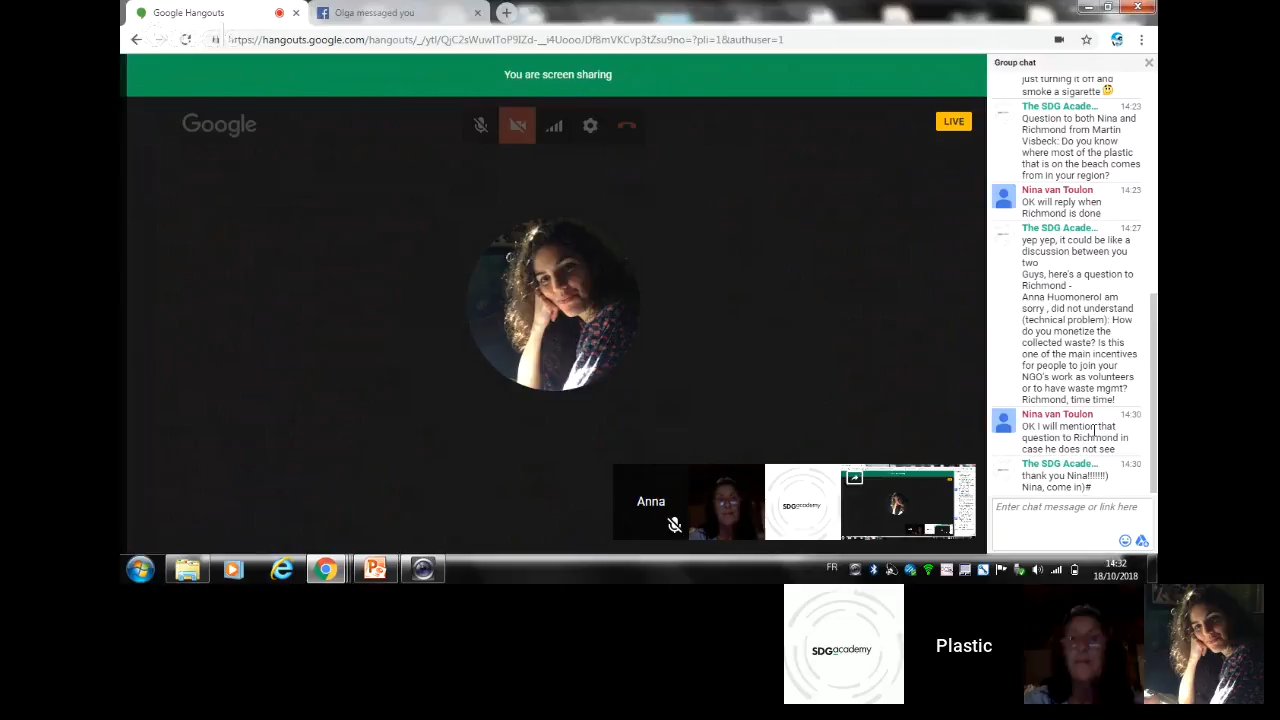 Google Hangouts
Olga messaged you
https://hangouts.google.com/hangouts/_/ytl/QjC2sWuwIToP9IZd-__i4UoooJDf8mVKCvp3tZsu9no=?pli=1&authuser=1
You are screen sharing
Google
LIVE
Anna
SDGacademy
Group chat
just turning it off and
smoke a sigarette
The SDG Acade... 14:23
Question to both Nina and
Richmond from Martin
Visbeck: Do you know
where most of the plastic
that is on the beach comes
from in your region?
Nina van Toulon 14:23
OK will reply when
Richmond is done
The SDG Acade... 14:27
yep yep, it could be like a
discussion between you
two
Guys, here's a question to
Richmond -
Anna HuomoneroI am
sorry , did not understand
(technical problem): How
do you monetize the
collected waste? Is this
one of the main incentives
for people to join your
NGO's work as volunteers
or to have waste mgmt?
Richmond, time time!
Nina van Toulon 14:30
OK I will mention that
question to Richmond in
case he does not see
The SDG Acade... 14:30
thank you Nina!!!!!!!)
Nina, come in)#
Enter chat message or link here
FR
14:32
18/10/2018
SDGacademy
Plastic